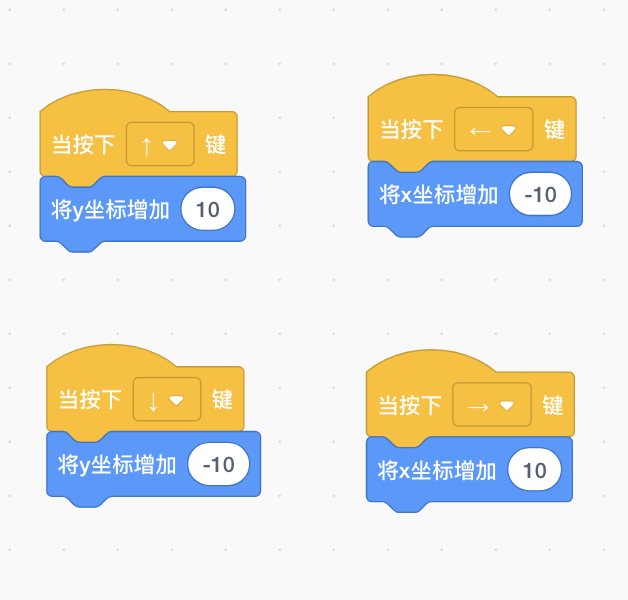 当按下 ↑ 键
将y坐标增加 10
当按下 ← 键
将x坐标增加 -10
当按下 ↓ 键
将y坐标增加 -10
当按下 → 键
将x坐标增加 10